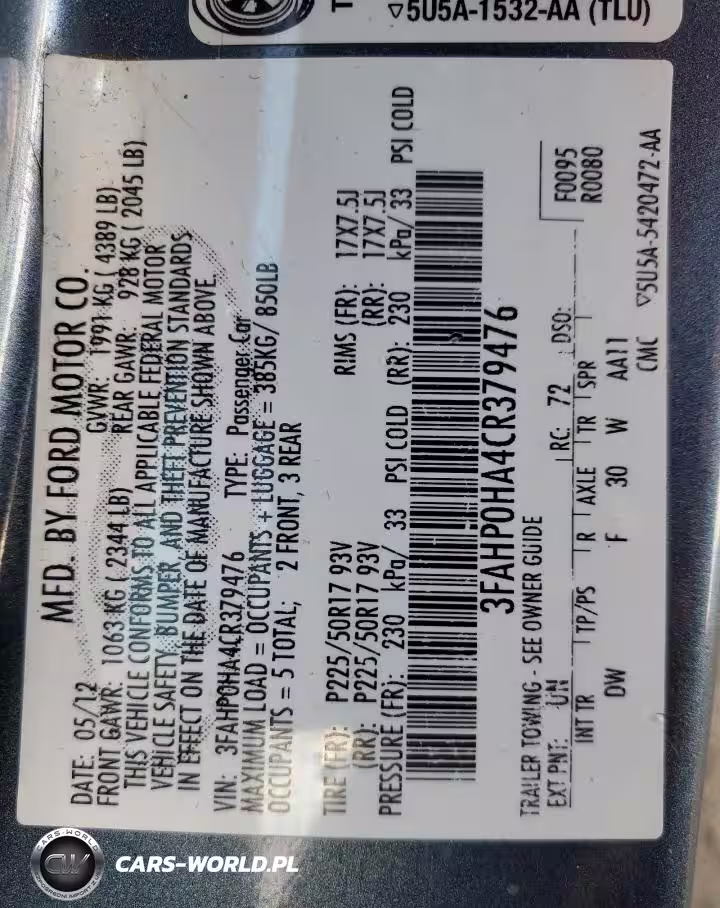 ▽5U5A-1532-AA (TLU)
MFD. BY FORD MOTOR CO.
DATE: 05/12 GVWR: 1991 KG ( 4389 LB)
FRONT GAWR: 1063 KG ( 2344 LB) REAR GAWR: 928 KG ( 2045 LB)
THIS VEHICLE CONFORMS TO ALL APPLICABLE FEDERAL MOTOR
VEHICLE SAFETY, BUMPER, AND THEFT PREVENTION STANDARDS
IN EFFECT ON THE DATE OF MANUFACTURE SHOWN ABOVE.
VIN: 3FAHP0HA4CR379476 TYPE: Passenger Car
MAXIMUM LOAD = OCCUPANTS + LUGGAGE = 385KG/ 850LB
OCCUPANTS = 5 TOTAL; 2 FRONT, 3 REAR
TIRE (FR): P225/50R17 93V RIMS (FR): 17X7.5J
(RR): P225/50R17 93V (RR): 17X7.5J
PRESSURE (FR): 230 kPa/ 33 PSI COLD (RR): 230 kPa/ 33 PSI COLD
3FAHP0HA4CR379476
F0095
R0080
TRAILER TOWING - SEE OWNER GUIDE
EXT PNT: UN RC: 72 DSO:
INT TR TP/PS R AXLE TR SPR
DW F 30 W AA11
CMC ▽5U5A-5420472-AA
CARS-WORLD
CW
CARS-WORLD.PL